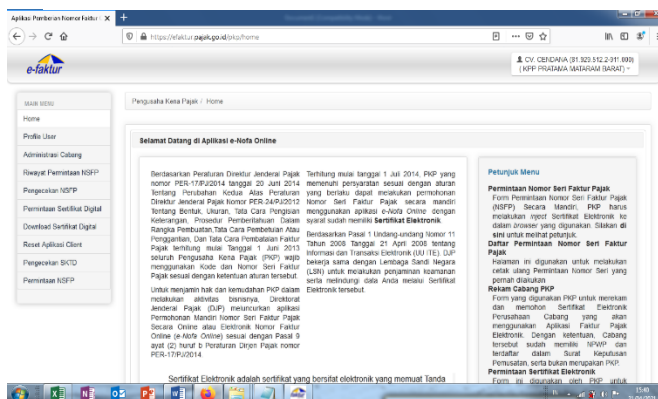 Aplikasi Pemberian Nomor Faktur
https://efaktur.pajak.go.id/pkp/home
e-faktur
CV. CENDANA
( KPP PRATAMA MATARAM BARAT)
MAIN MENU
Home
Profile User
Administrasi Cabang
Riwayat Permintaan NSFP
Pengecekan NSFP
Permintaan Sertifikat Digital
Download Sertifikat Digital
Reset Aplikasi Client
Pengecekan SKTD
Permintaan NSFP
Pengusaha Kena Pajak / Home
Selamat Datang di Aplikasi e-Nofa Online
Berdasarkan Peraturan Direktur Jenderal Pajak
nomor PER-17/PJ/2014 tanggal 20 Juni 2014
Tentang Perubahan Kedua Alas Peraturan
Direktur Jenderal Pajak Nomor PER-24/PJ/2012
Tentang Bentuk, Ukuran, Tata Cara Pengisian
Keterangan, Prosedur Pemberitahuan Dalam
Rangka Pembuatan,Tata Cara Pembetulan Atau
Penggantian, Dan Tata Cara Pembatalan Faktur
Pajak terhitung mulai Tanggal 1 Juni 2013
seluruh Pengusaha Kena Pajak (PKP) wajib
menggunakan Kode dan Nomor Seri Faktur
Pajak sesuai dengan ketentuan aturan tersebut.
Untuk menjamin hak dan kemudahan PKP dalam
melakukan aktivitas bisnisnya, Direktorat
Jenderal Pajak (DJP) meluncurkan aplikasi
Permohonan Mandiri Nomor Seri Faktur Pajak
Secara Online atau Elektronik Nomor Faktur
Online (e-Nofa Online) sesuai dengan Pasal 9
ayat (2) huruf b Peraturan Dirjen Pajak nomor
PER-17/PJ/2014
Terhitung mulai tanggal 1 Juli 2014, PKP yang
memenuhi persyaratan sesuai dengan aturan
yang berlaku dapat melakukan permohonan
Nomor Seri Faktur Pajak secara mandiri
menggunakan aplikasi e-Nofa Online dengan
syarat sudah memiliki Sertifikat Elektronik.
Berdasarkan Pasal 1 Undang-undang Nomor 11
Tahun 2008 Tanggal 21 April 2008 tentang
Informasi dan Transaksi Elektronik (UU ITE), DJP
bekerja sama dengan Lembaga Sandi Negara
(LSN) untuk melakukan penjaminan keamanan
serta melindungi data Anda melalui Sertifikat
Elektronik tersebut.
Sertifikat Elektronik adalah sertifikat yang bersifat elektronik yang memuat Tanda
Petunjuk Menu
Permintaan Nomor Seri Faktur Pajak
Form Permintaan Nomor Seri Faktur Pajak
(NSFP) Secara Mandiri. PKP harus
melakukan inject Sertifikat Elektronik ke
dalam browser yang digunakan. Silakan di
sini untuk melihat petunjuk.
Daftar Permintaan Nomor Seri Faktur
Pajak
Halaman ini digunakan untuk melakukan
cetak ulang Permintaan Nomor Seri yang
pernah dilakukan.
Rekam Cabang PKP
Form yang digunakan PKP untuk merekam
dan memohon Sertifikat Elektronik
Perusahaan Cabang yang akan
menggunakan Aplikasi Faktur Pajak
Elektronik. Dengan ketentuan, Cabang
tersebut sudah memiliki NPWP dan
terdaftar dalam Surat Keputusan
Pemusatan, serta bukan merupakan PKP.
Permintaan Sertifikat Elektronik
Form ini digunakan oleh PKP untuk
IN
15:40